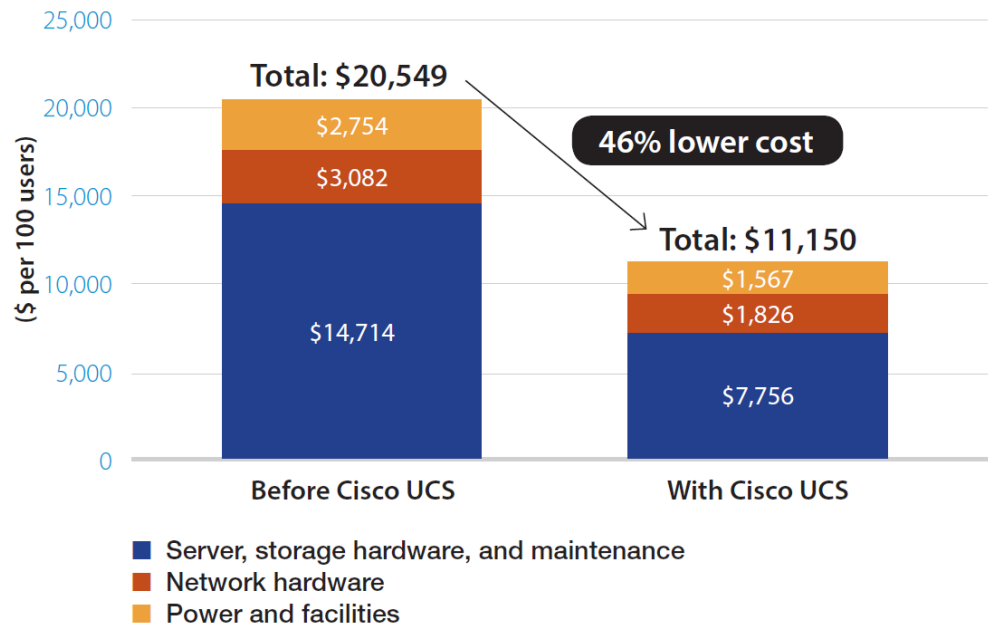 25,000
Total: $20,549
20,000
$2,754
46% lower cost
$3,082
15,000
Total: $11,150
($ per 100 users)
10,000
$1,567
$1,826
$14,714
5,000
$7,756
0
Before Cisco UCS
With Cisco UCS
Server, storage hardware, and maintenance
Network hardware
Power and facilities